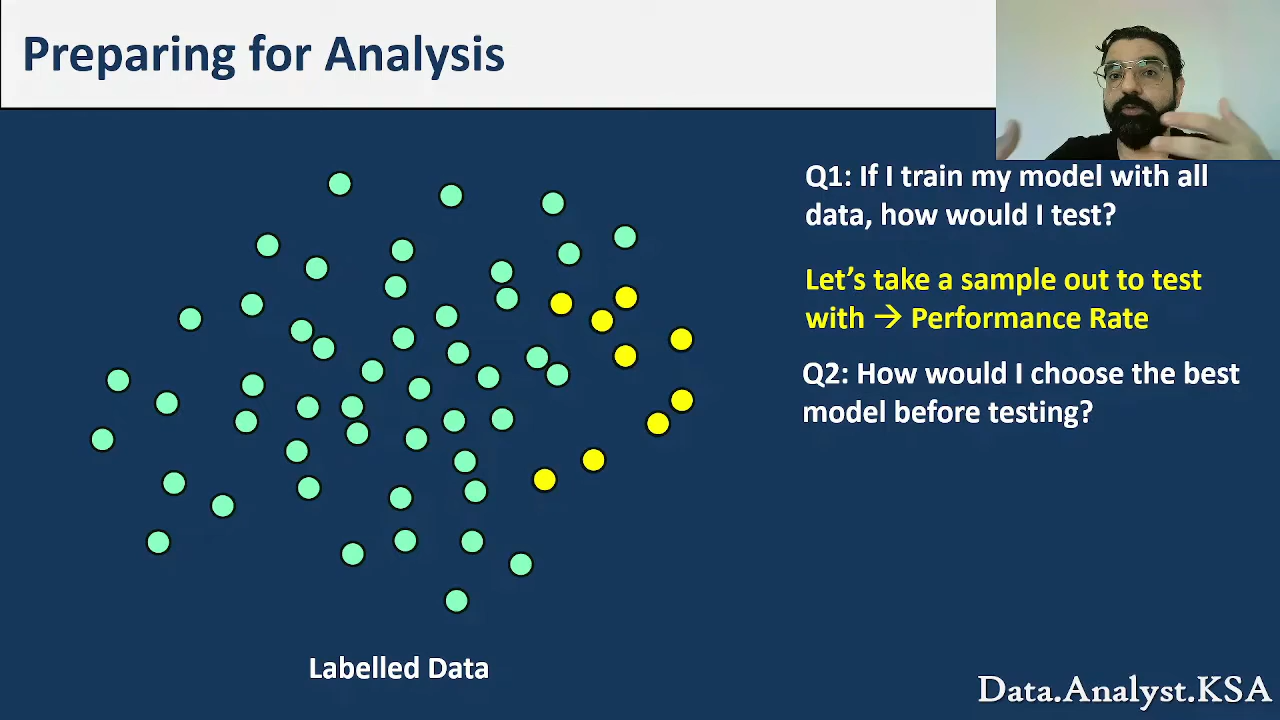 Preparing for Analysis
Q1: If I train my model with all
data, how would I test?
Let's take a sample out to test
with → Performance Rate
Q2: How would I choose the best
model before testing?
Labelled Data
Data.Analyst.KSA